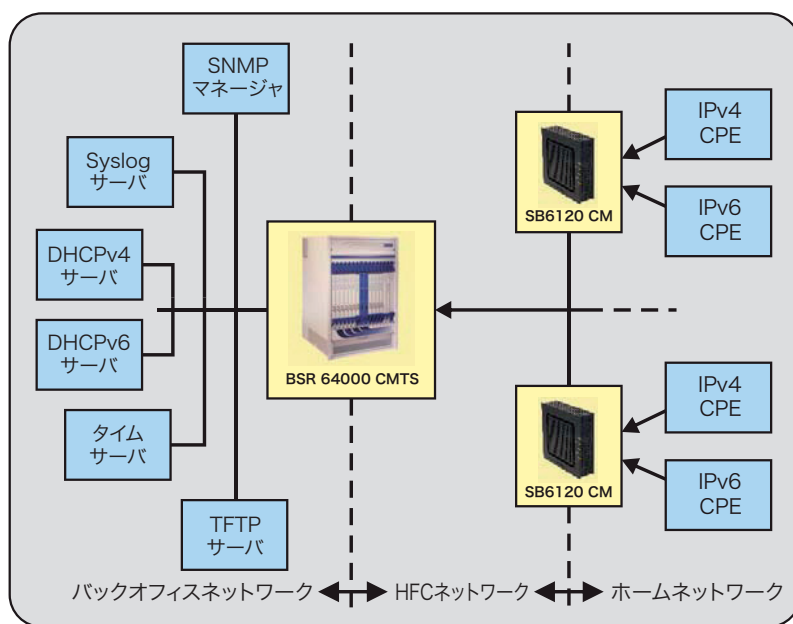 SNMP
マネージャ
Syslog
サーバ
DHCPv4
サーバ
DHCPv6
サーバ
タイム
サーバ
TFTP
サーバ
BSR 64000 CMTS
SB6120 CM
IPv4
CPE
IPv6
CPE
SB6120 CM
IPv4
CPE
IPv6
CPE
バックオフィスネットワーク
HFCネットワーク
ホームネットワーク